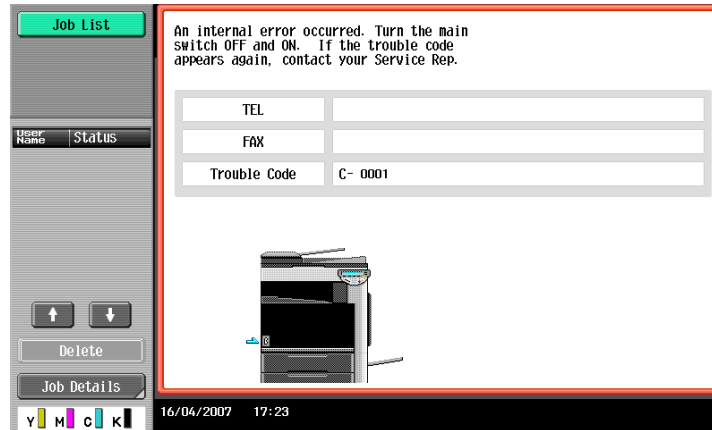 Job List
An internal error occurred. Turn the main
switch OFF and ON. If the trouble code
appears again, contact your Service Rep.
TEL
FAX
Trouble Code C- 0001
User Name Status
Delete
Job Details
Y M C K
16/04/2007 17:23